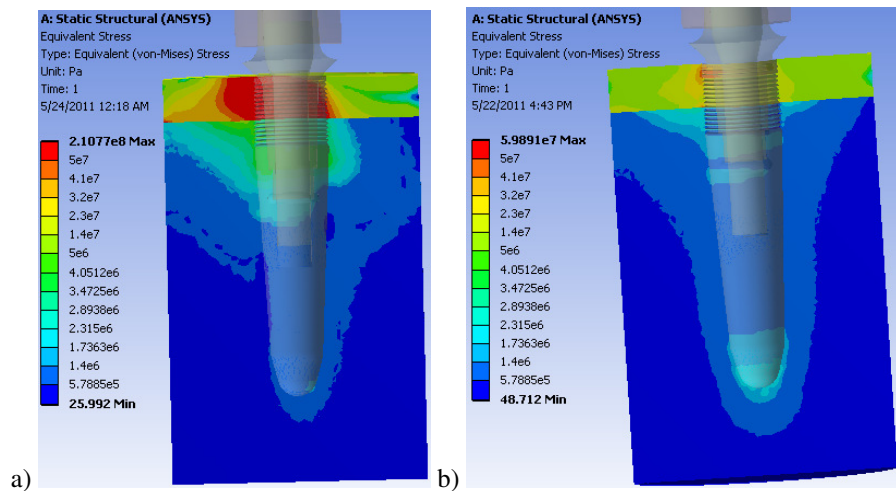 A: Static Structural (ANSYS)
Equivalent Stress
Type: Equivalent (von-Mises) Stress
Unit: Pa
Time: 1
5/24/2011 12:18 AM
2.1077e8 Max
5e7
4.1e7
3.2e7
2.3e7
1.4e7
5e6
4.0512e6
3.4725e6
2.8938e6
2.315e6
1.7363e6
1.4e6
5.7885e5
25.992 Min
a)
A: Static Structural (ANSYS)
Equivalent Stress
Type: Equivalent (von-Mises) Stress
Unit: Pa
Time: 1
5/22/2011 4:43 PM
5.9891e7 Max
5e7
4.1e7
3.2e7
2.3e7
1.4e7
5e6
4.0512e6
3.4725e6
2.8938e6
2.315e6
1.7363e6
1.4e6
5.7885e5
48.712 Min
b)